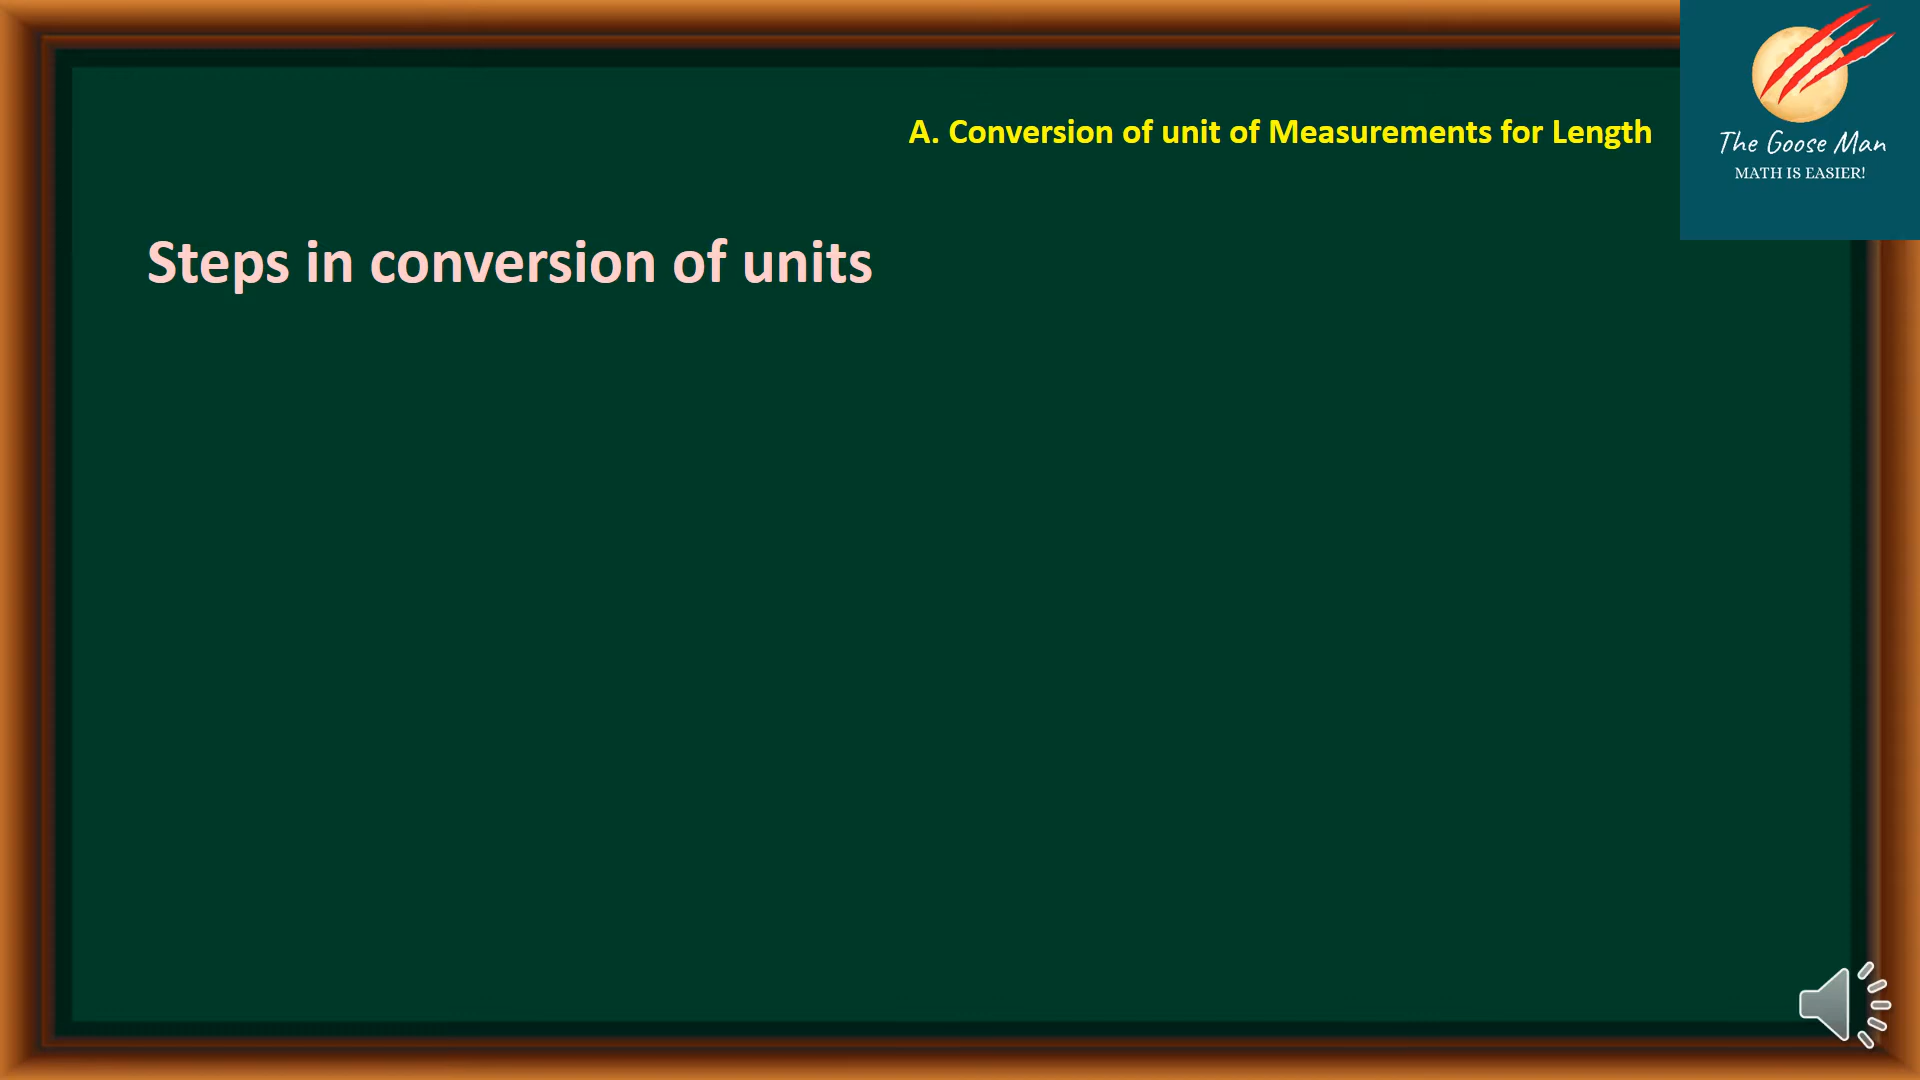 A. Conversion of unit of Measurements for Length
The Goose Man
MATH IS EASIER!
Steps in conversion of units